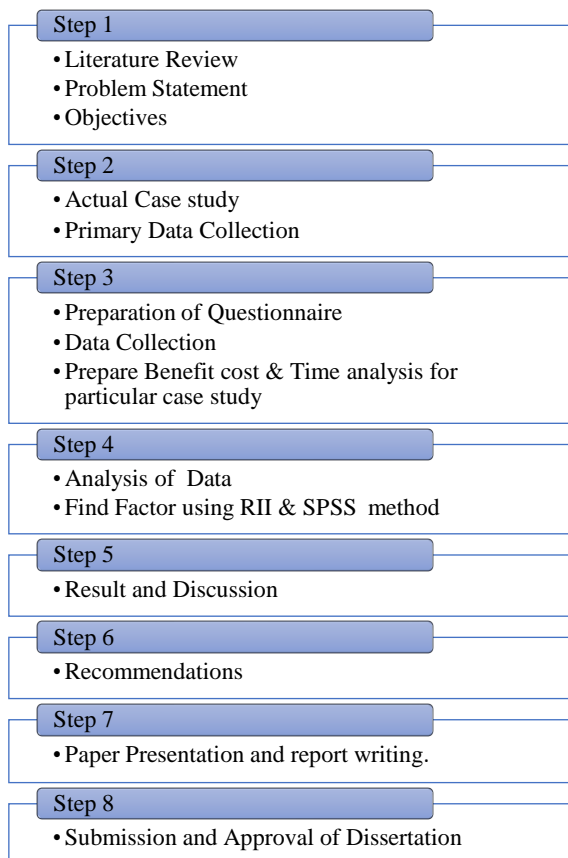 Step 1
•Literature Review
•Problem Statement
•Objectives
Step 2
•Actual Case study
•Primary Data Collection
Step 3
•Preparation of Questionnaire
•Data Collection
•Prepare Benefit cost & Time analysis for
particular case study
Step 4
•Analysis of  Data
•Find Factor using RII & SPSS  method
Step 5
•Result and Discussion
Step 6
•Recommendations
Step 7
•Paper Presentation and report writing.
Step 8
•Submission and Approval of Dissertation